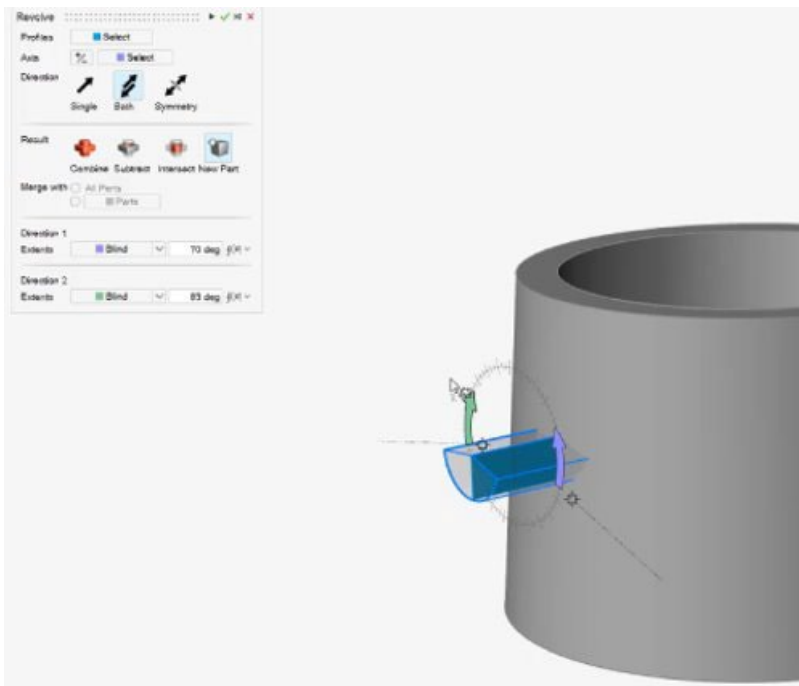 Revolve
Profiles Select
Axis +/- Select
Direction
Single Both Symmetry
Result
Combine Subtract Intersect New Part
Merge with All Parts
Parts
Direction 1
Extents Blind 70 deg
Direction 2
Extents Blind 83 deg